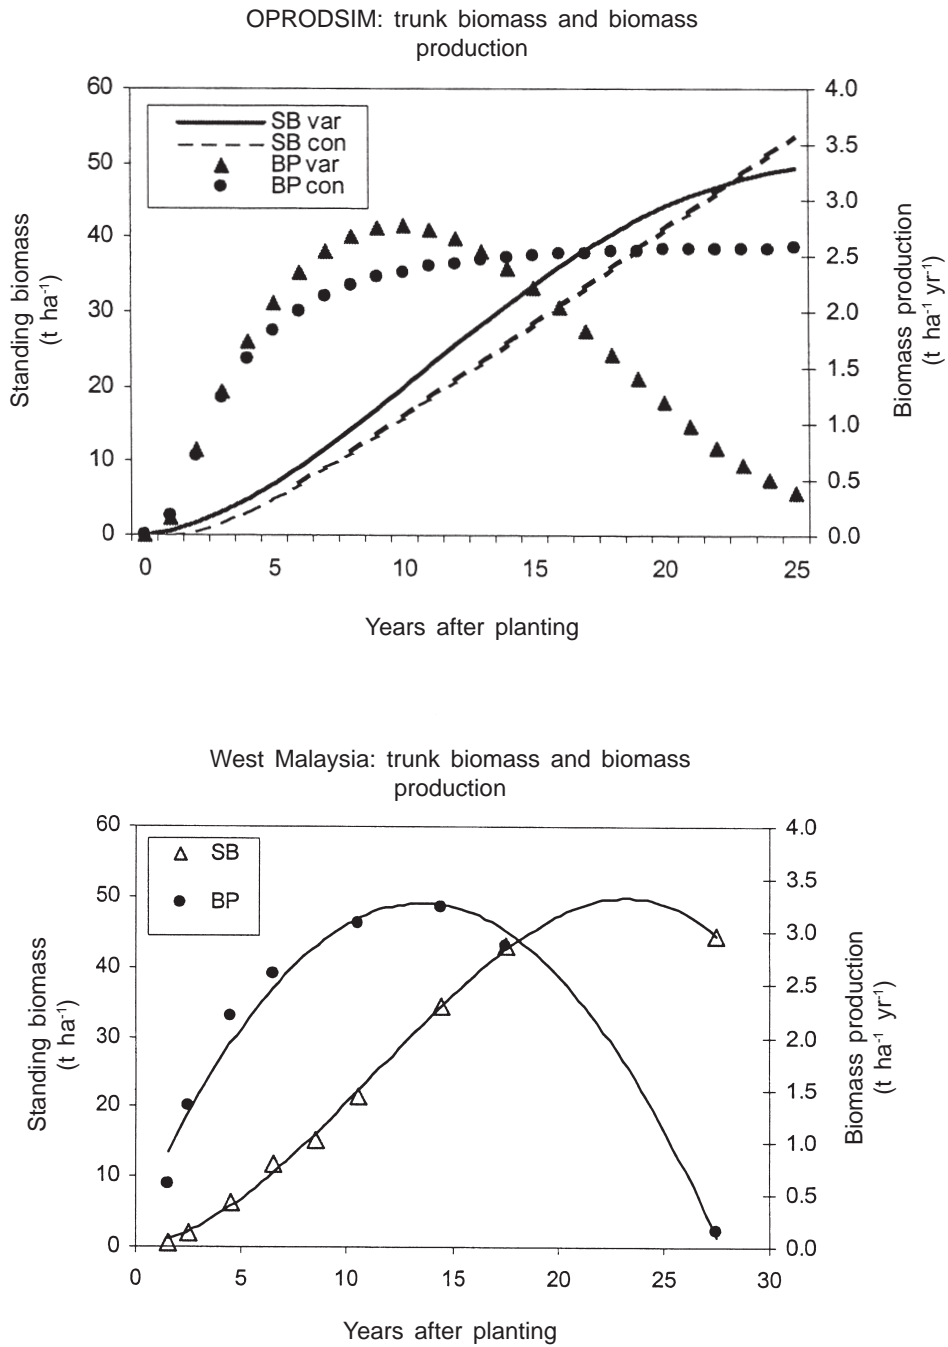 OPRODSIM: trunk biomass and biomass
production
60
50
40
30
20
10
0
4.0
3.5
3.0
2.5
2.0
1.5
1.0
0.5
0.0
SB var
SB con
BP var
BP con
Standing biomass
(t ha-1)
Biomass production
(t ha-1 yr-1)
0 5 10 15 20 25
Years after planting
West Malaysia: trunk biomass and biomass
production
60
50
40
30
20
10
0
4.0
3.5
3.0
2.5
2.0
1.5
1.0
0.5
0.0
SB
BP
Standing biomass
(t ha-1)
Biomass production
(t ha-1 yr-1)
0 5 10 15 20 25 30
Years after planting